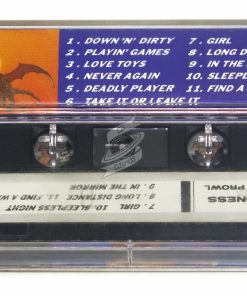 1 . DOWN 'N' DIRTY
2 . PLAYIN' GAMES
3 . LOVE TOYS
4 . NEVER AGAIN
5 . DEADLY PLAYER
6 . TAKE IT OR LEAVE IT
7 . GIRL
8 . LONG D
9 . IN THE
10. SLEEP
11. FIND A
NESS
PROWL
7. GIRL 10. SLEEPLESS NIGHT
8. LONG DISTANCE 11. FIND A W
9. IN THE MIRROR